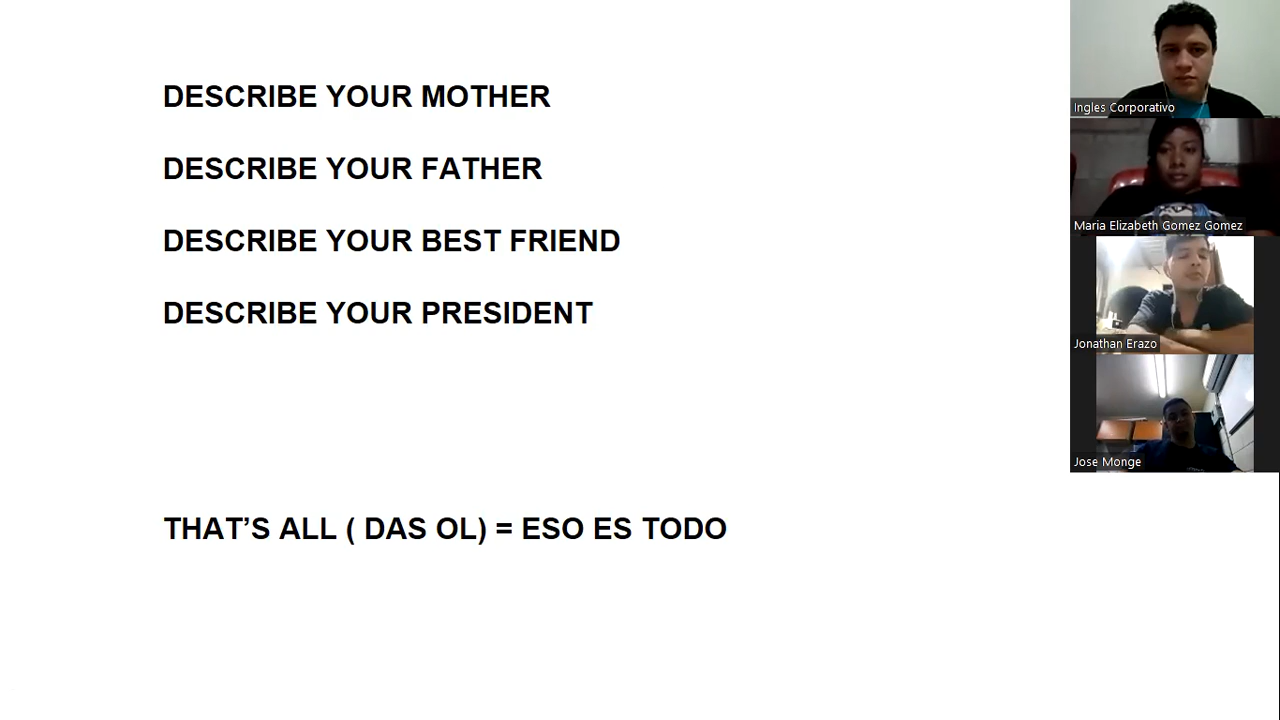 DESCRIBE YOUR MOTHER
DESCRIBE YOUR FATHER
DESCRIBE YOUR BEST FRIEND
DESCRIBE YOUR PRESIDENT
THAT’S ALL ( DAS OL) = ESO ES TODO
Ingles Corporativo
Maria Elizabeth Gomez Gomez
Jonathan Erazo
Jose Monge